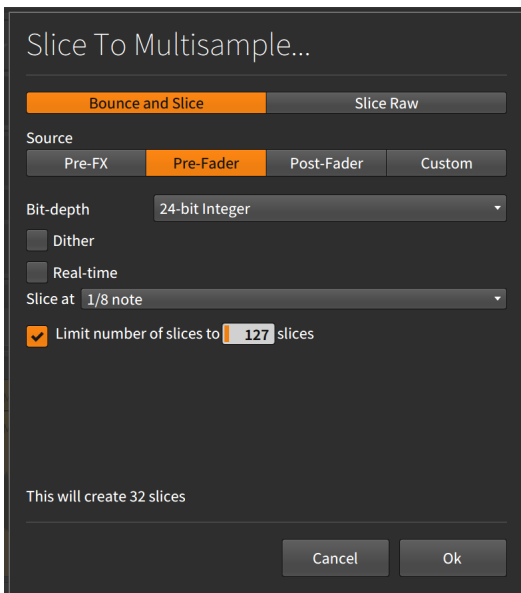 Slice To Multisample...
Bounce and Slice Slice Raw
Source
Pre-FX Pre-Fader Post-Fader Custom
Bit-depth 24-bit Integer
Dither
Real-time
Slice at 1/8 note
Limit number of slices to 127 slices
This will create 32 slices
Cancel Ok